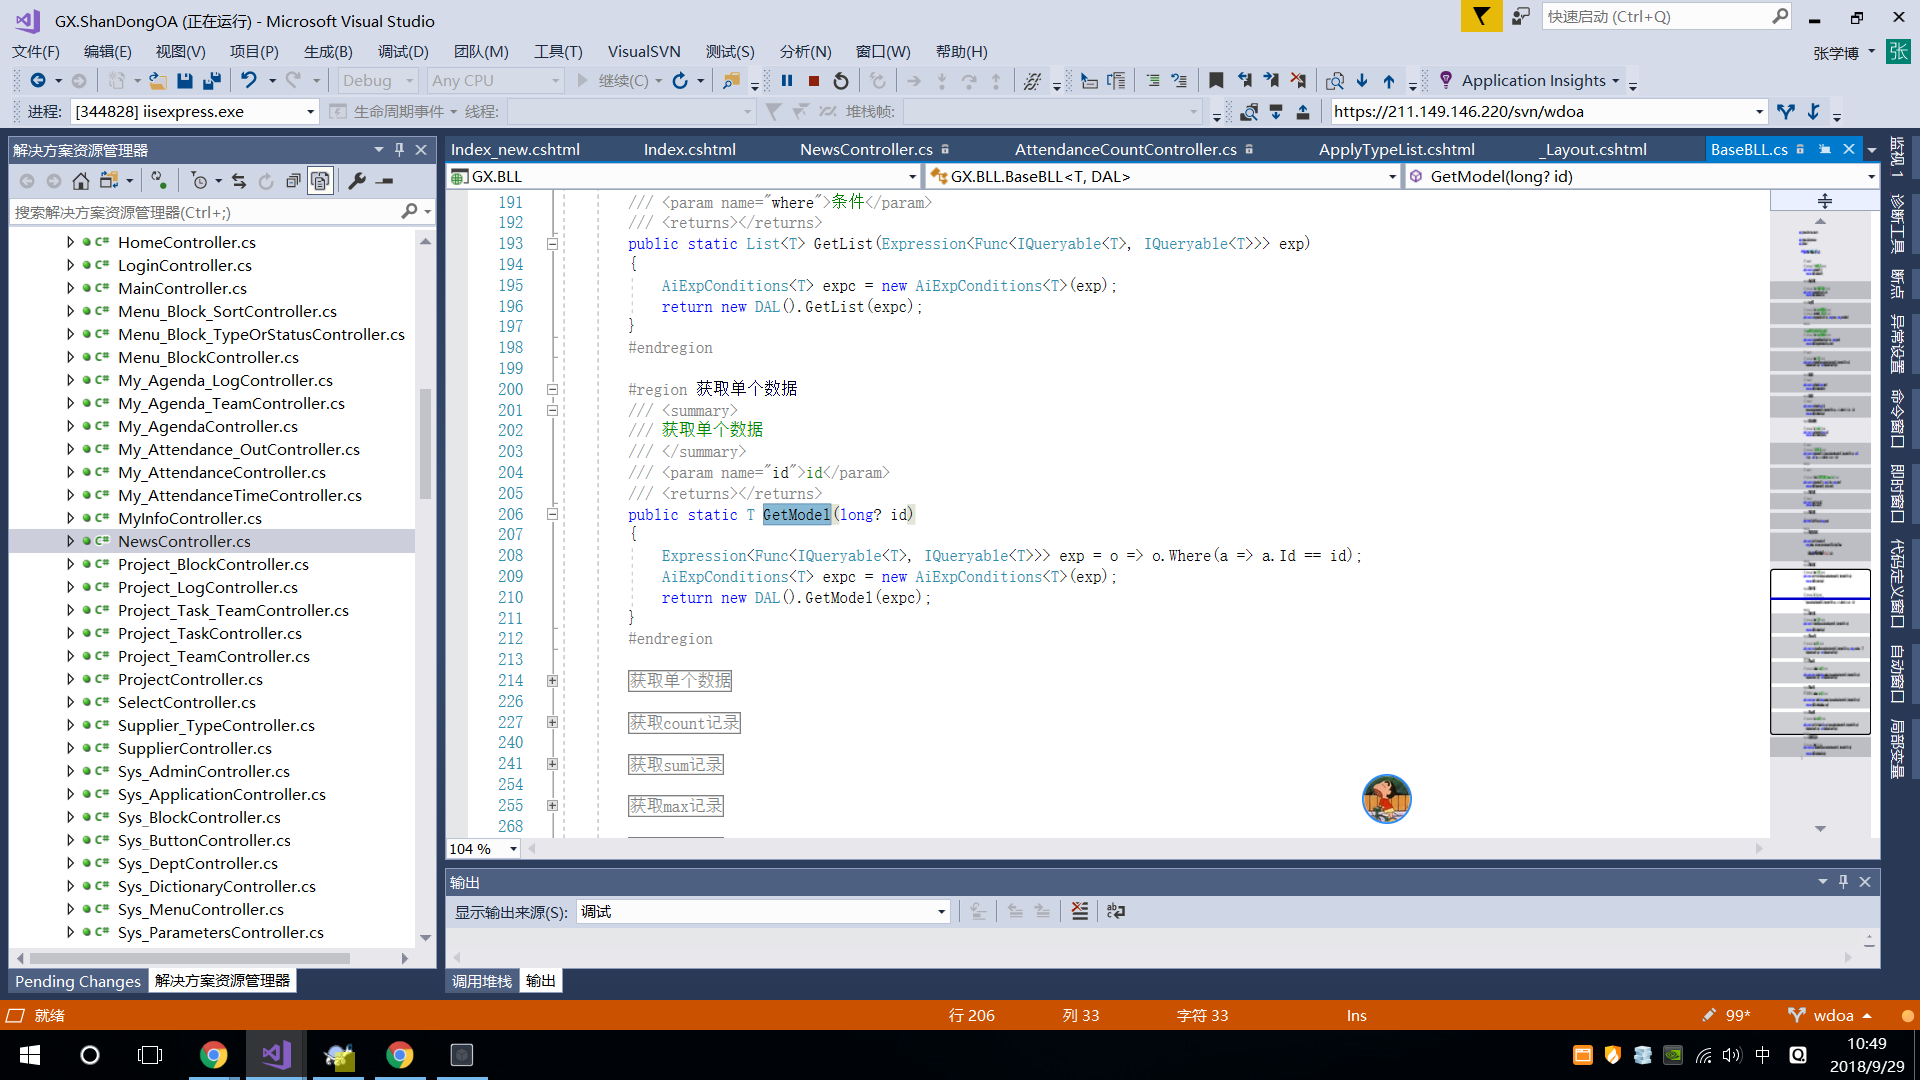 GX.ShanDongOA (正在运行) - Microsoft Visual Studio
快速启动 (Ctrl+Q)
文件(F) 编辑(E) 视图(V) 项目(P) 生成(B) 调试(D) 团队(M) 工具(T) VisualSVN 测试(S) 分析(N) 窗口(W) 帮助(H)
张学博 张
Debug Any CPU 继续(C) Application Insights
进程: [344828] iisexpress.exe 生命周期事件 线程: 堆栈帧: https://211.149.146.220/svn/wdoa
解决方案资源管理器
搜索解决方案资源管理器(Ctrl+;)
HomeController.cs
LoginController.cs
MainController.cs
Menu_Block_SortController.cs
Menu_Block_TypeOrStatusController.cs
Menu_BlockController.cs
My_Agenda_LogController.cs
My_Agenda_TeamController.cs
My_AgendaController.cs
My_Attendance_OutController.cs
My_AttendanceController.cs
My_AttendanceTimeController.cs
MyInfoController.cs
NewsController.cs
Project_BlockController.cs
Project_LogController.cs
Project_Task_TeamController.cs
Project_TaskController.cs
Project_TeamController.cs
ProjectController.cs
SelectController.cs
Supplier_TypeController.cs
SupplierController.cs
Sys_AdminController.cs
Sys_ApplicationController.cs
Sys_BlockController.cs
Sys_ButtonController.cs
Sys_DeptController.cs
Sys_DictionaryController.cs
Sys_MenuController.cs
Sys_ParametersController.cs
Pending Changes 解决方案资源管理器
Index_new.cshtml Index.cshtml NewsController.cs AttendanceCountController.cs ApplyTypeList.cshtml _Layout.cshtml BaseBLL.cs
GX.BLL GX.BLL.BaseBLL<T, DAL> GetModel(long? id)
191 /// <param name="where">条件</param>
192 /// <returns></returns>
193 public static List<T> GetList(Expression<Func<IQueryable<T>, IQueryable<T>>> exp)
194 {
195 AiExpConditions<T> expc = new AiExpConditions<T>(exp);
196 return new DAL().GetList(expc);
197 }
198 #endregion
199
200 #region 获取单个数据
201 /// <summary>
202 /// 获取单个数据
203 /// </summary>
204 /// <param name="id">id</param>
205 /// <returns></returns>
206 public static T GetModel(long? id)
207 {
208 Expression<Func<IQueryable<T>, IQueryable<T>>> exp = o => o.Where(a => a.Id == id);
209 AiExpConditions<T> expc = new AiExpConditions<T>(exp);
210 return new DAL().GetModel(expc);
211 }
212 #endregion
213
214 获取单个数据
226
227 获取count记录
240
241 获取sum记录
254
255 获取max记录
268
104 %
输出
显示输出来源(S): 调试
调用堆栈 输出
监视 1
诊断工具
断点
异常设置
命令窗口
即时窗口
代码定义窗口
自动窗口
局部变量
就绪 行 206 列 33 字符 33 Ins 99* wdoa
中
10:49
2018/9/29